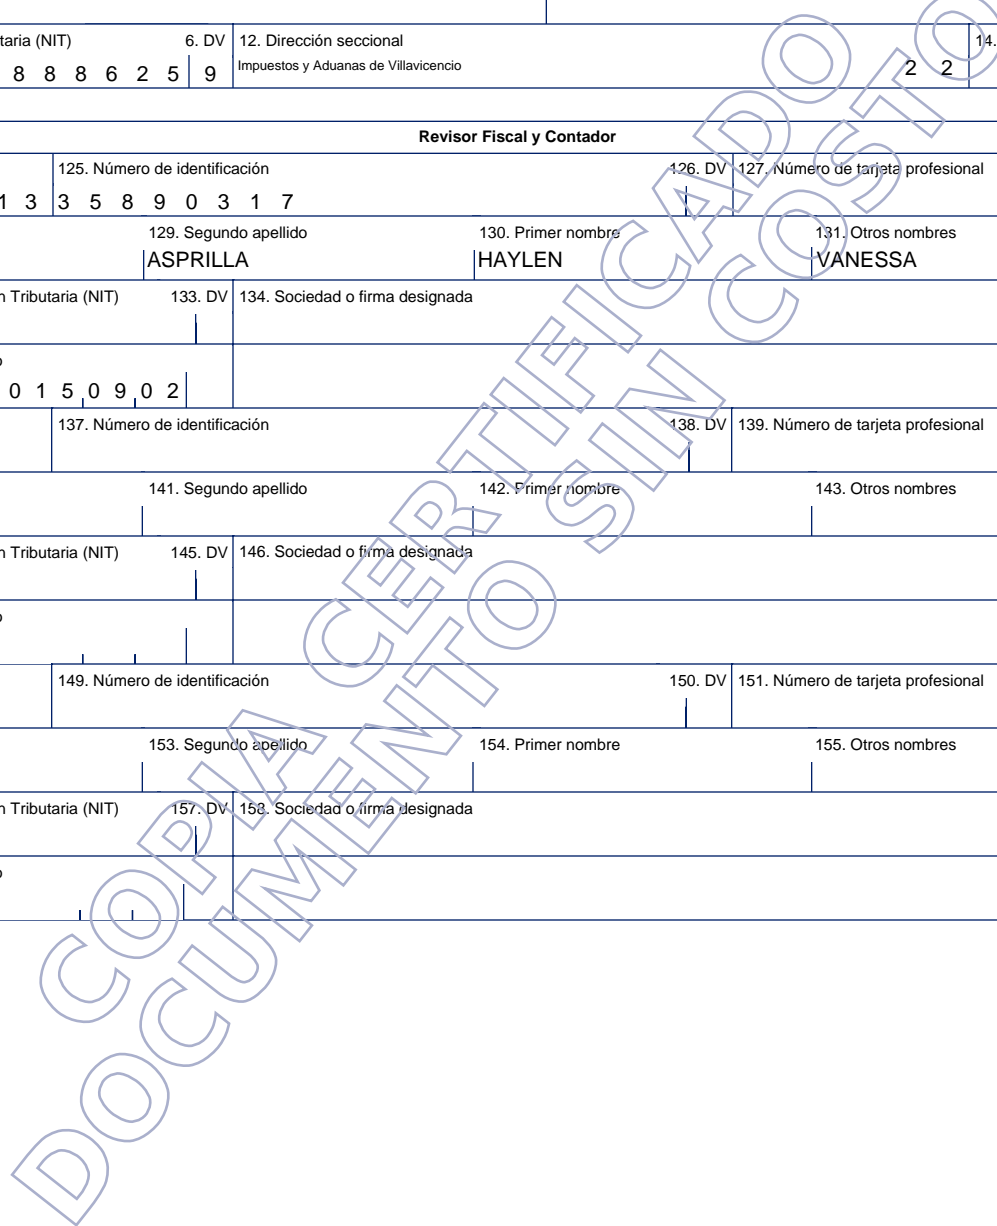 taria (NIT) 6. DV 12. Dirección seccional 14.
8 8 8 6 2 5 9 Impuestos y Aduanas de Villavicencio 2 2
Revisor Fiscal y Contador
125. Número de identificación 126. DV 127. Número de tarjeta profesional
1 3 3 5 8 9 0 3 1 7
129. Segundo apellido 130. Primer nombre 131. Otros nombres
ASPRILLA HAYLEN VANESSA
n Tributaria (NIT) 133. DV 134. Sociedad o firma designada
o
0 1 5 0 9 0 2
137. Número de identificación 138. DV 139. Número de tarjeta profesional
141. Segundo apellido 142. Primer nombre 143. Otros nombres
n Tributaria (NIT) 145. DV 146. Sociedad o firma designada
o
149. Número de identificación 150. DV 151. Número de tarjeta profesional
153. Segundo apellido 154. Primer nombre 155. Otros nombres
n Tributaria (NIT) 157. DV 158. Sociedad o firma designada
o
COPIA CERTIFICADO
DOCUMENTO SIN COSTO